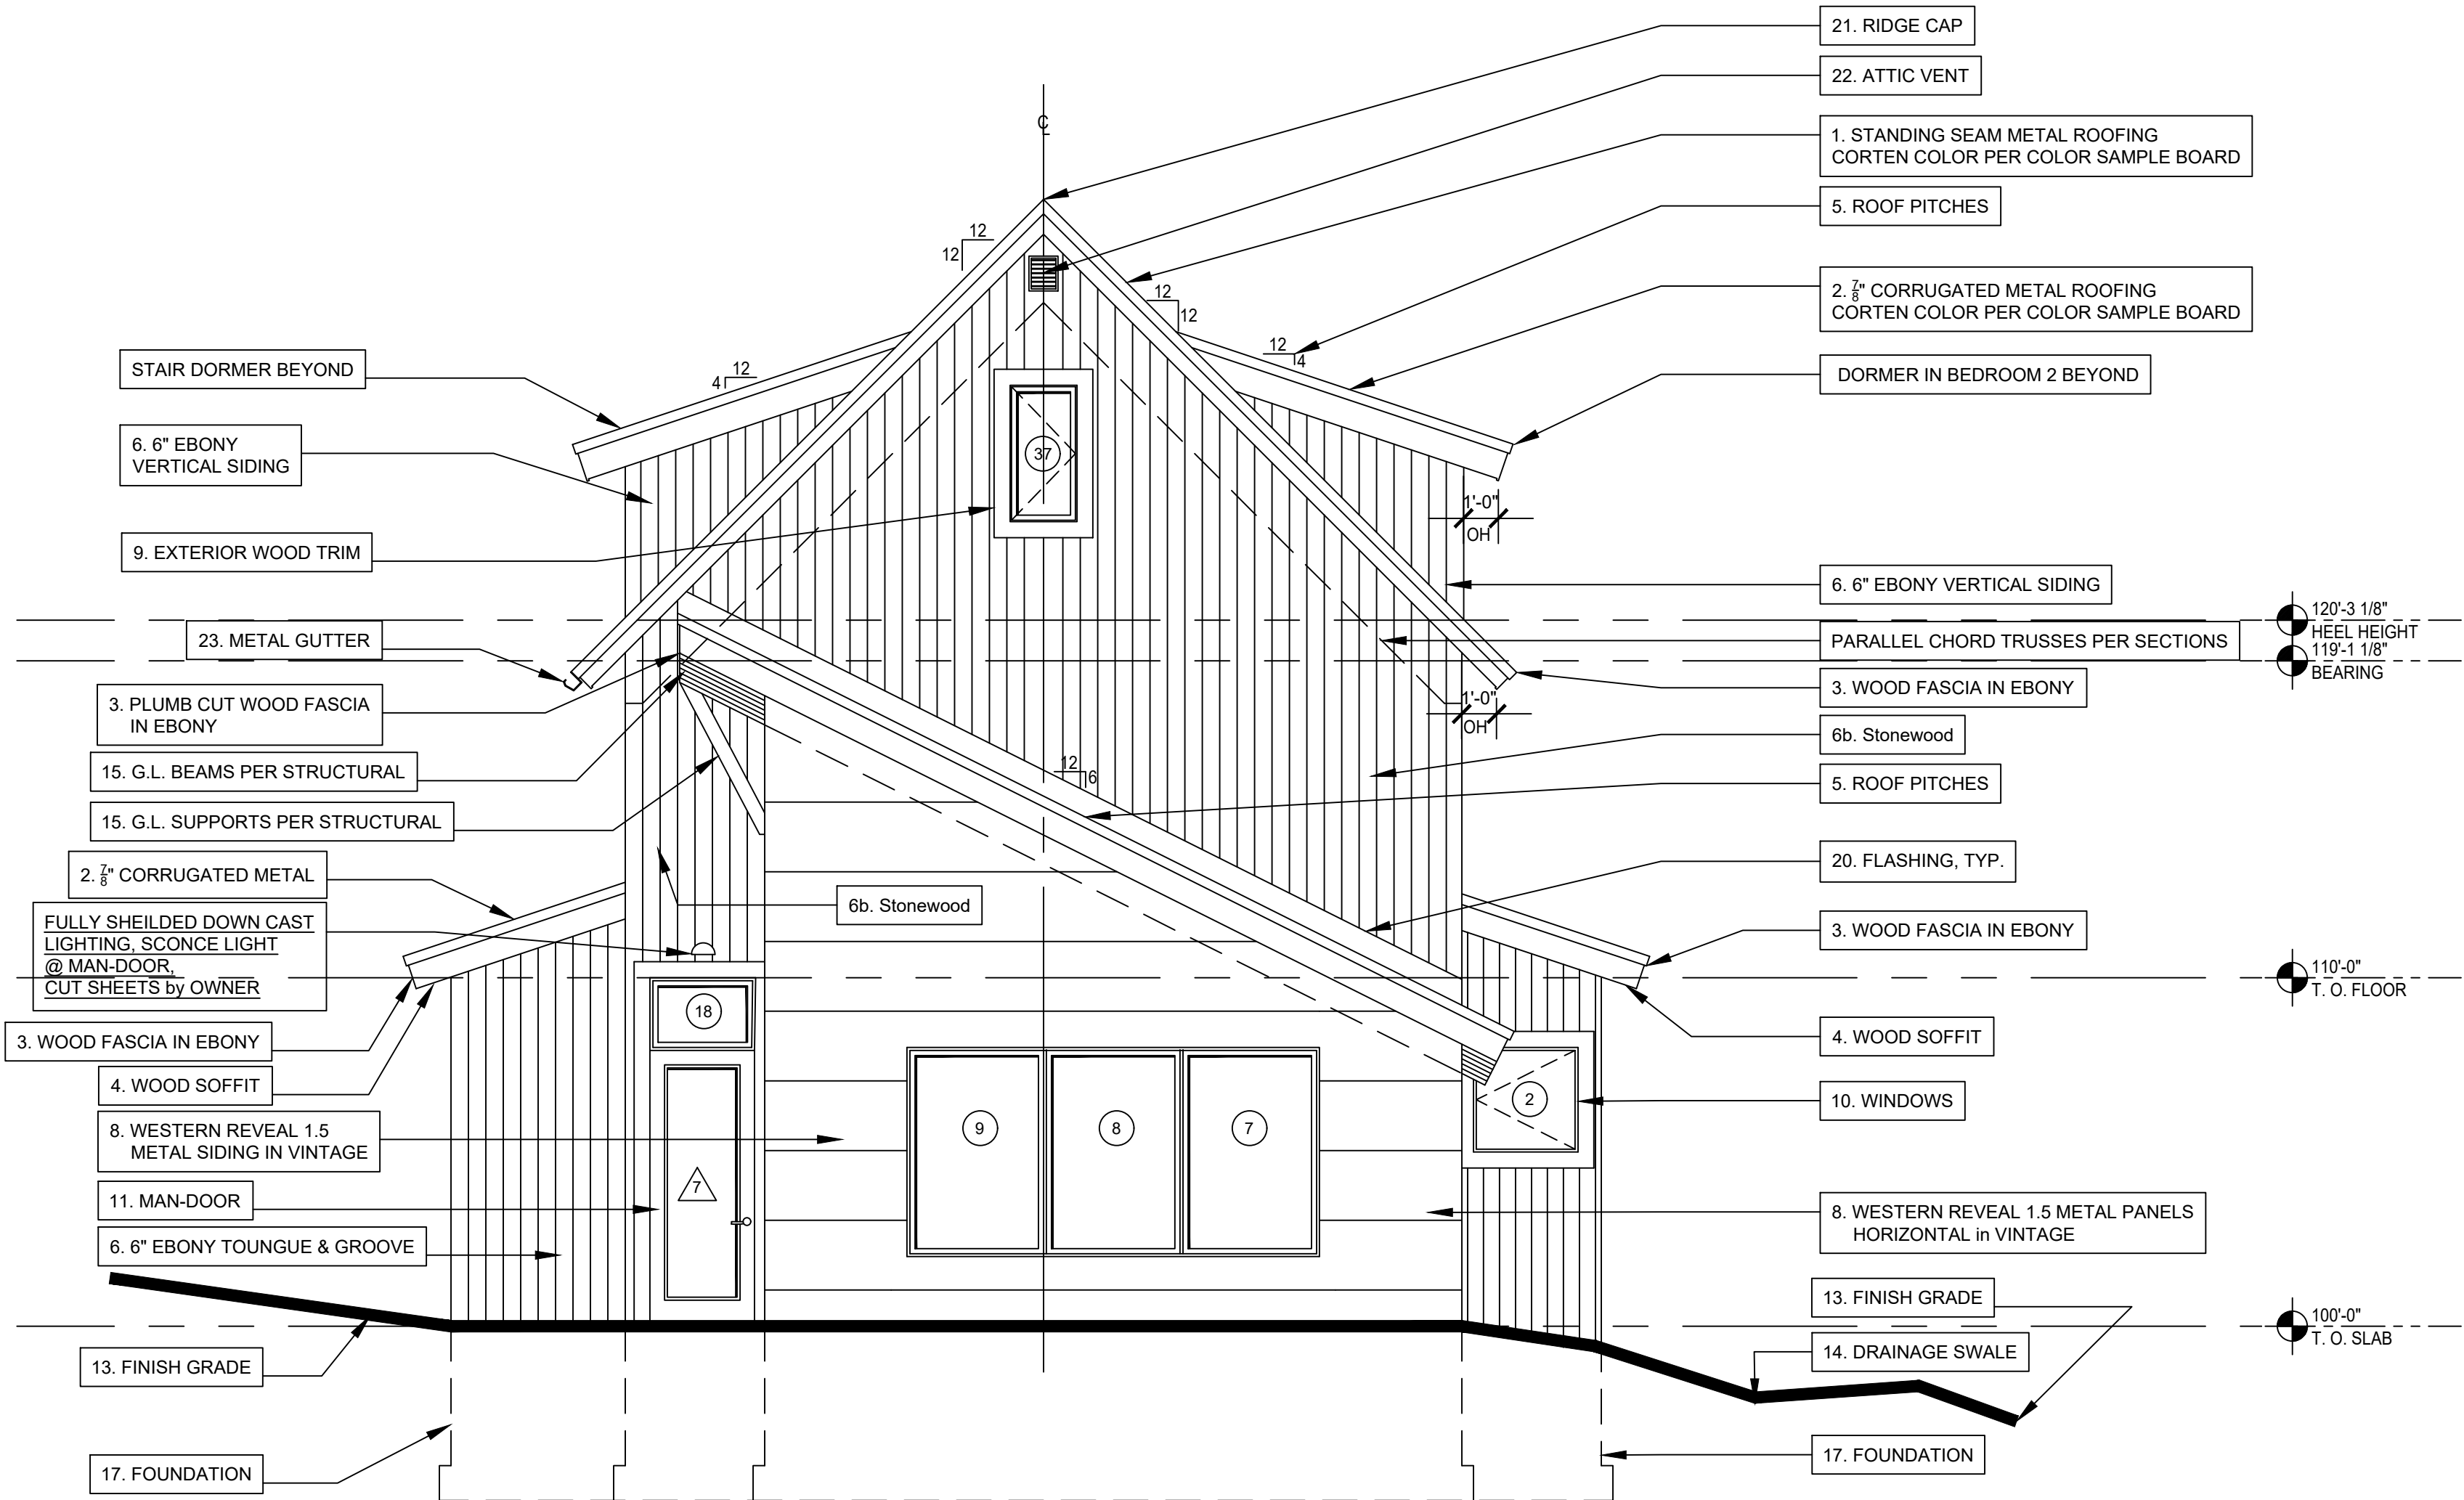 21. RIDGE CAP
22. ATTIC VENT
1. STANDING SEAM METAL ROOFING
CORTEN COLOR PER COLOR SAMPLE BOARD
5. ROOF PITCHES
2. 7/8" CORRUGATED METAL ROOFING
CORTEN COLOR PER COLOR SAMPLE BOARD
DORMER IN BEDROOM 2 BEYOND
6. 6" EBONY VERTICAL SIDING
PARALLEL CHORD TRUSSES PER SECTIONS
3. WOOD FASCIA IN EBONY
6b. Stonewood
5. ROOF PITCHES
20. FLASHING, TYP.
3. WOOD FASCIA IN EBONY
4. WOOD SOFFIT
10. WINDOWS
8. WESTERN REVEAL 1.5 METAL PANELS
HORIZONTAL in VINTAGE
13. FINISH GRADE
14. DRAINAGE SWALE
17. FOUNDATION
120'-3 1/8"
HEEL HEIGHT
119'-1 1/8"
BEARING
110'-0"
T. O. FLOOR
100'-0"
T. O. SLAB
STAIR DORMER BEYOND
6. 6" EBONY
VERTICAL SIDING
9. EXTERIOR WOOD TRIM
23. METAL GUTTER
3. PLUMB CUT WOOD FASCIA
IN EBONY
15. G.L. BEAMS PER STRUCTURAL
15. G.L. SUPPORTS PER STRUCTURAL
2. 7/8" CORRUGATED METAL
FULLY SHEILDED DOWN CAST
LIGHTING, SCONCE LIGHT
@ MAN-DOOR,
CUT SHEETS by OWNER
3. WOOD FASCIA IN EBONY
4. WOOD SOFFIT
8. WESTERN REVEAL 1.5
METAL SIDING IN VINTAGE
11. MAN-DOOR
6. 6" EBONY TOUNGUE & GROOVE
13. FINISH GRADE
17. FOUNDATION
6b. Stonewood
CL
12
12
12
12
12
4
12
4
12
6
37
1'-0"
OH
1'-0"
OH
18
7
9
8
7
2